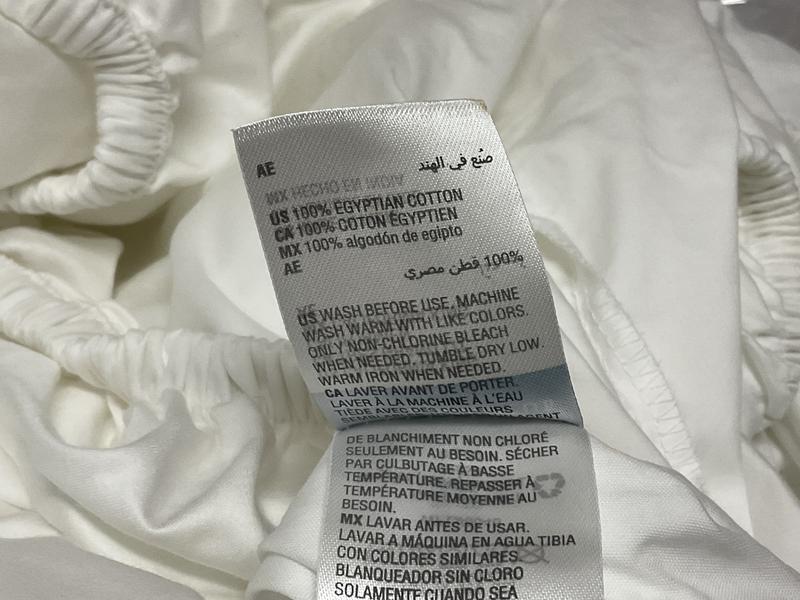 AE صُنع في الهند
MX HECHO EN INDIA
US 100% EGYPTIAN COTTON
CA 100% COTON ÉGYPTIEN
MX 100% algodón de egipto
AE 100% قطن مصري
US WASH BEFORE USE, MACHINE
WASH WARM WITH LIKE COLORS.
ONLY NON-CHLORINE BLEACH
WHEN NEEDED. TUMBLE DRY LOW.
WARM IRON WHEN NEEDED.
CA LAVER AVANT DE PORTER.
LAVER À LA MACHINE À L'EAU
TIÈDE AVEC DES COULEURS
DE BLANCHIMENT NON CHLORÉ
SEULEMENT AU BESOIN. SÉCHER
PAR CULBUTAGE À BASSE
TEMPÉRATURE. REPASSER À
TEMPÉRATURE MOYENNE AU
BESOIN.
MX LAVAR ANTES DE USAR.
LAVAR A MÁQUINA EN AGUA TIBIA
CON COLORES SIMILARES
BLANQUEADOR SIN CLORO
SOLAMENTE CUANDO SEA